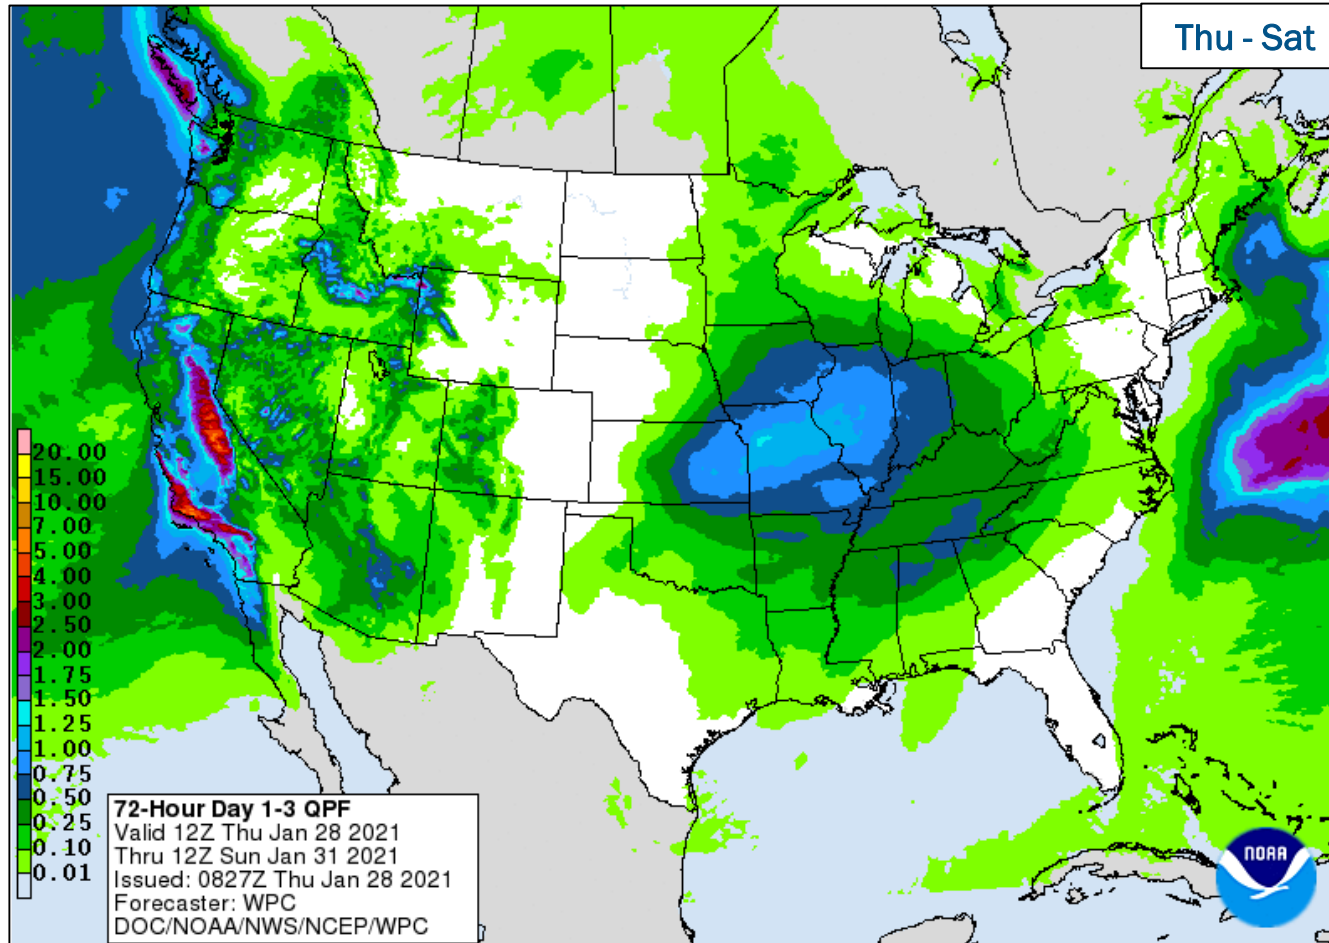 Thu - Sat
20.00
15.00
10.00
7.00
5.00
4.00
3.00
2.50
2.00
1.75
1.50
1.25
1.00
0.75
0.50
0.25
0.10
0.01
72-Hour Day 1-3 QPF
Valid 12Z Thu Jan 28 2021
Thru 12Z Sun Jan 31 2021
Issued: 0827Z Thu Jan 28 2021
Forecaster: WPC
DOC/NOAA/NWS/NCEP/WPC
NOAA